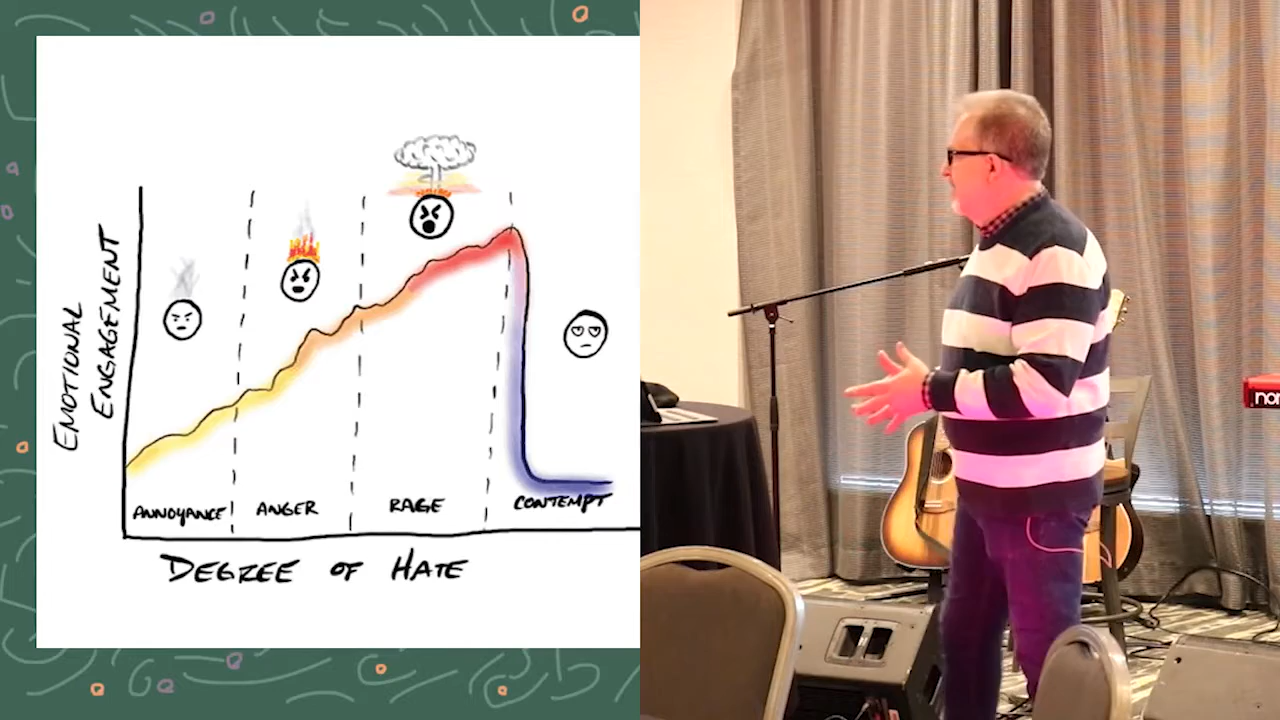 EMOTIONAL
ENGAGEMENT
ANNOYANCE
ANGER
RAGE
CONTEMPT
DEGREE OF HATE